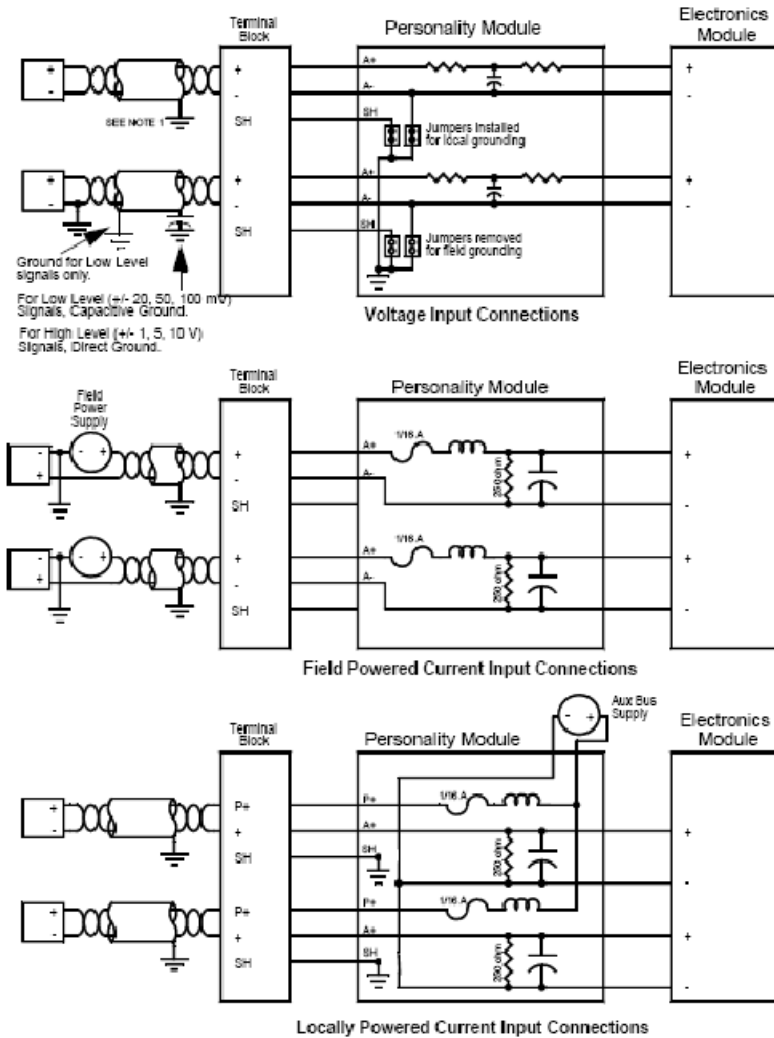 Terminal
Block
Personality Module
Electronics
Module
+
-
SH
SEE NOTE 1
A+
A-
SH
Jumpers installed
for local grounding
+
-
+
-
SH
A+
A-
SH
Jumpers removed
for field grounding
+
-
Ground for Low Level
signals only.
For Low Level (+/- 20, 50, 100 mV)
Signals, Capacitive Ground.
For High Level (+/- 1, 5, 10 V)
Signals, Direct Ground.
Voltage Input Connections
Field
Power
Supply
Terminal
Block
Personality Module
Electronics
Module
- +
-
+
+
-
SH
A+
A-
1/16.A
250 ohm
+
-
- +
-
+
+
-
SH
A+
A-
1/16.A
250 ohm
+
-
Field Powered Current Input Connections
Aux Bus
Supply
- +
Terminal
Block
Personality Module
Electronics
Module
+
-
P+
+
SH
P+
A+
SH
1/16.A
250 ohm
+
-
+
-
P+
+
SH
P+
A+
SH
1/16.A
250 ohm
+
-
Locally Powered Current Input Connections